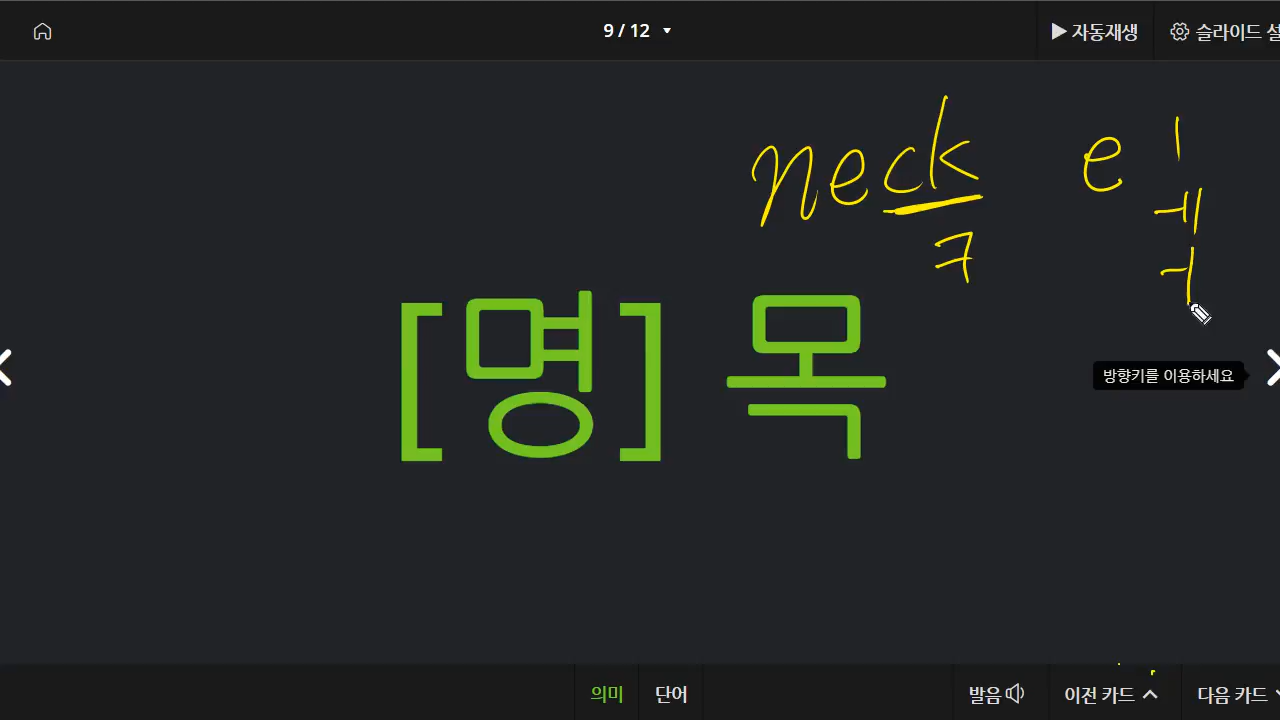 9 / 12
자동재생
슬라이드 설
neck e ㅣ
ㅋ ㅔ
ㅓ
[명] 목
방향키를 이용하세요
의미
단어
발음
이전 카드
다음 카드